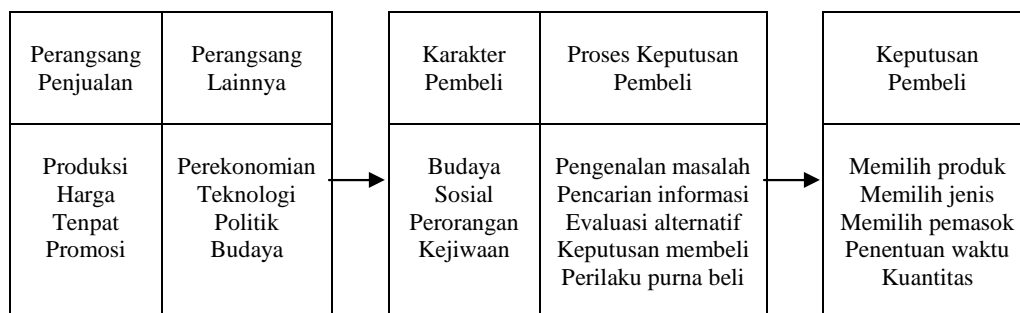 Perangsang
Penjualan
Perangsang
Lainnya
Karakter
Pembeli
Proses Keputusan
Pembeli
Keputusan
Pembeli
Produksi
Harga
Tenpat
Promosi
Perekonomian
Teknologi
Politik
Budaya
Budaya
Sosial
Perorangan
Kejiwaan
Pengenalan masalah
Pencarian informasi
Evaluasi alternatif
Keputusan membeli
Perilaku purna beli
Memilih produk
Memilih jenis
Memilih pemasok
Penentuan waktu
Kuantitas